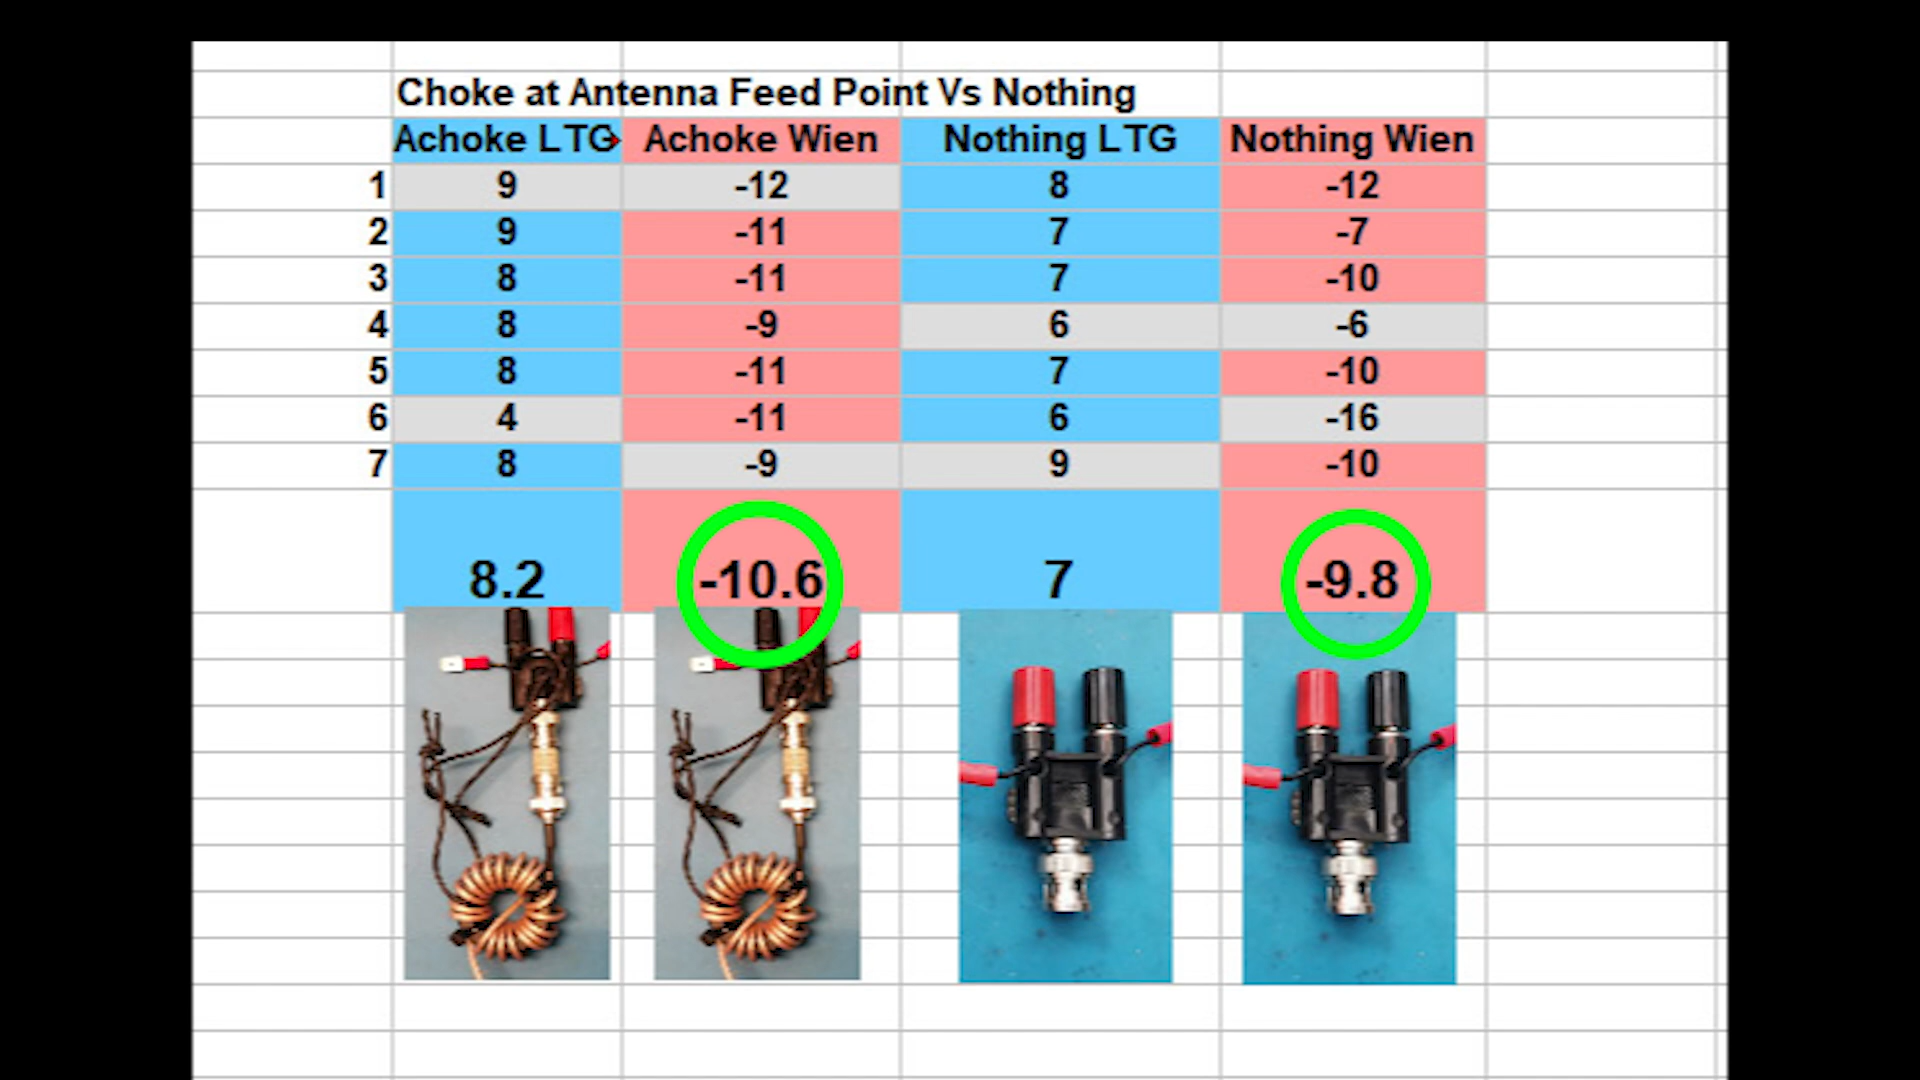 Choke at Antenna Feed Point Vs Nothing
Achoke LTG Achoke Wien Nothing LTG Nothing Wien
1 9 -12 8 -12
2 9 -11 7 -7
3 8 -11 7 -10
4 8 -9 6 -6
5 8 -11 7 -10
6 4 -11 6 -16
7 8 -9 9 -10
8.2 -10.6 7 -9.8